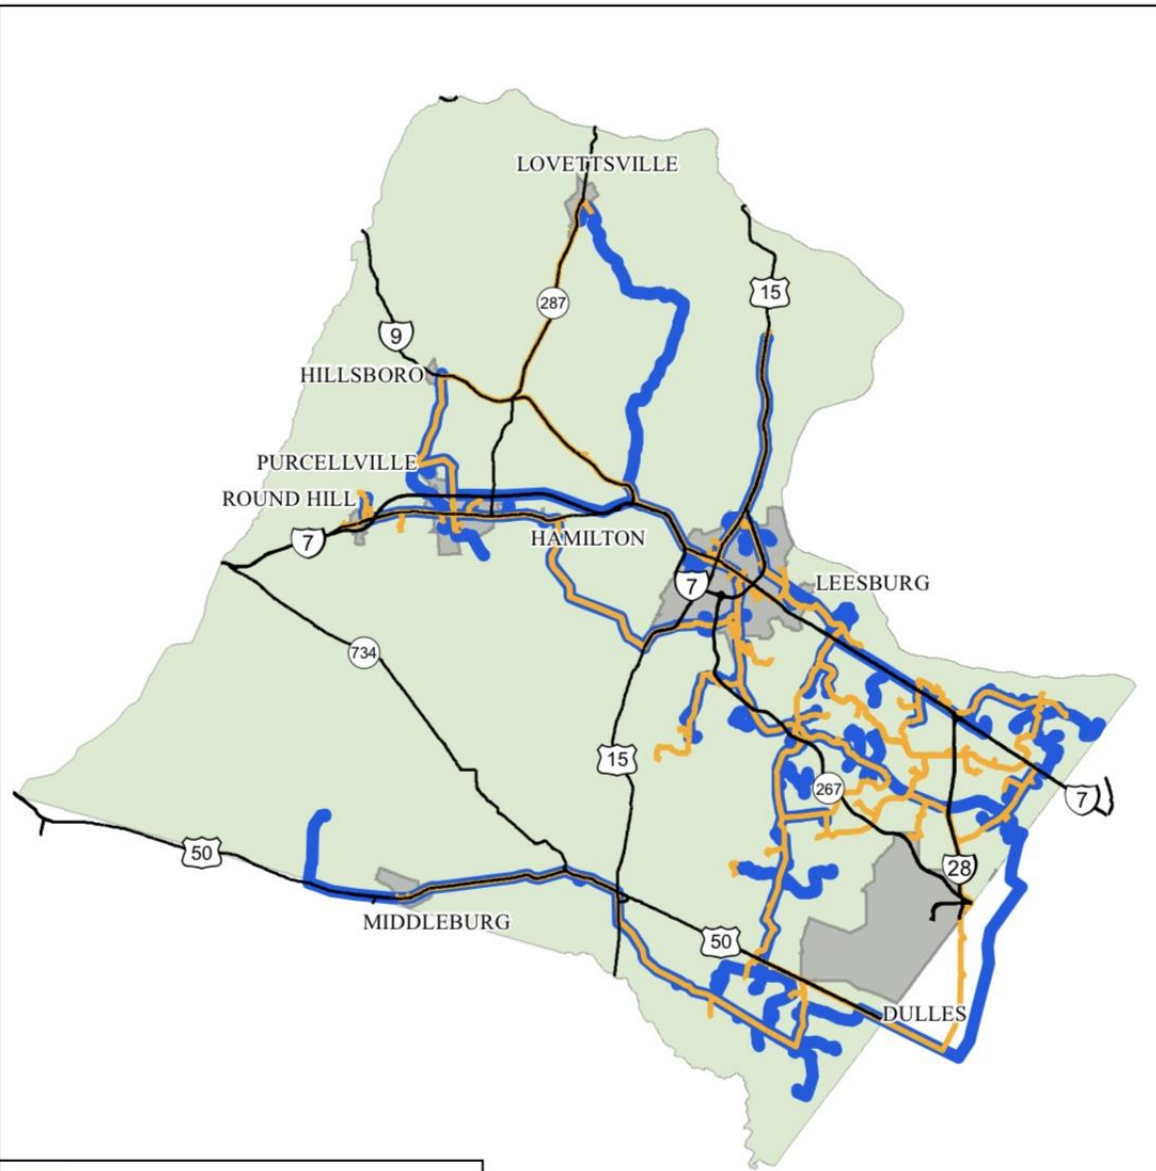 LOVETTSVILLE
15
287
9
HILLSBORO
PURCELLVILLE
ROUND HILL
7
HAMILTON
7
LEESBURG
734
15
267
7
50
28
MIDDLEBURG
50
DULLES